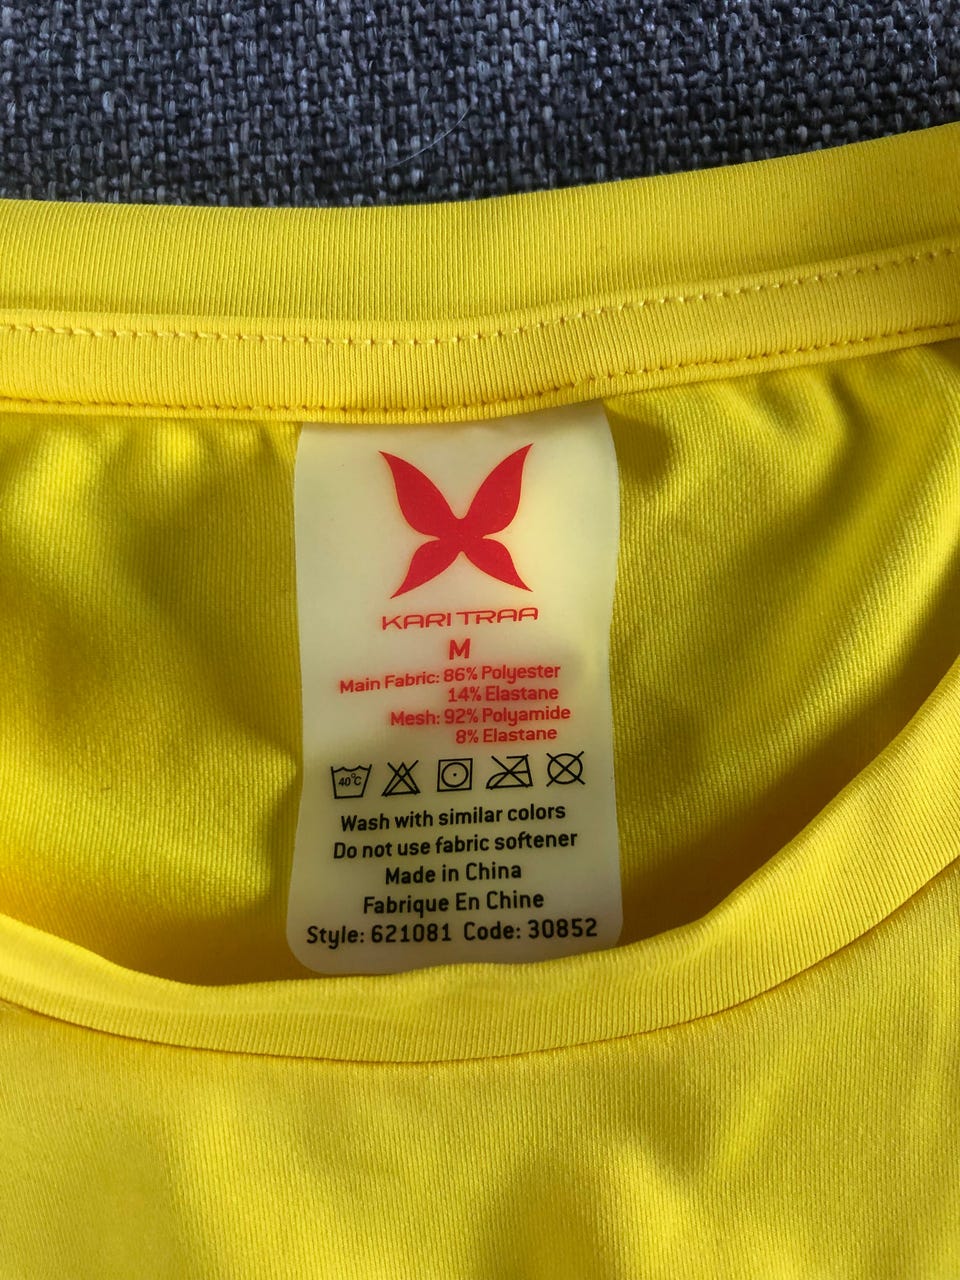 KARI TRAA
M
Main Fabric: 86% Polyester
14% Elastane
Mesh: 92% Polyamide
8% Elastane
40°C
Wash with similar colors
Do not use fabric softener
Made in China
Fabrique En Chine
Style: 621081 Code: 30852